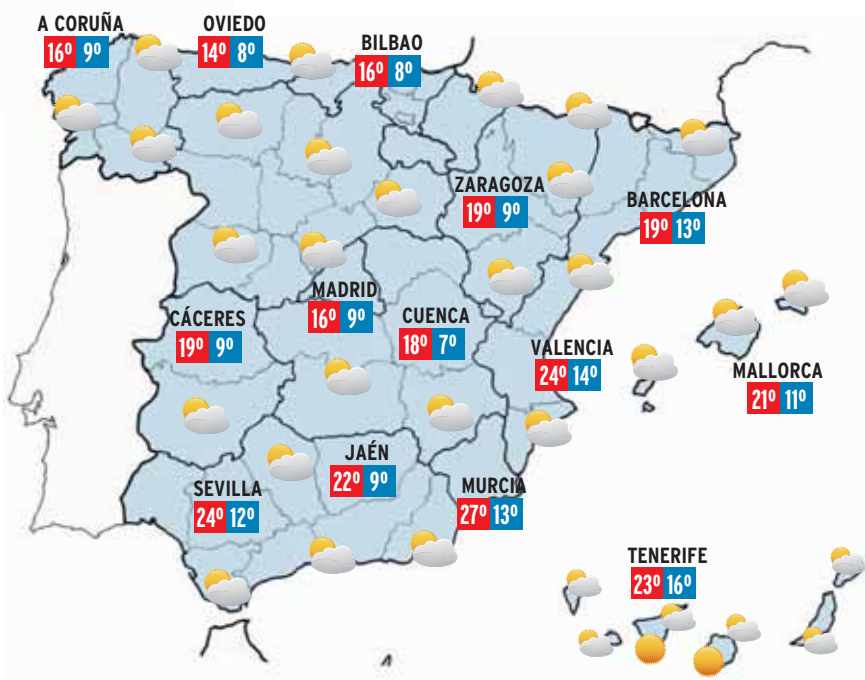 A CORUÑA
16º 9º
OVIEDO
14º 8º
BILBAO
16º 8º
ZARAGOZA
19º 9º
BARCELONA
19º 13º
MADRID
16º 9º
CÁCERES
19º 9º
CUENCA
18º 7º
VALENCIA
24º 14º
MALLORCA
21º 11º
JAÉN
22º 9º
SEVILLA
24º 12º
MURCIA
27º 13º
TENERIFE
23º 16º